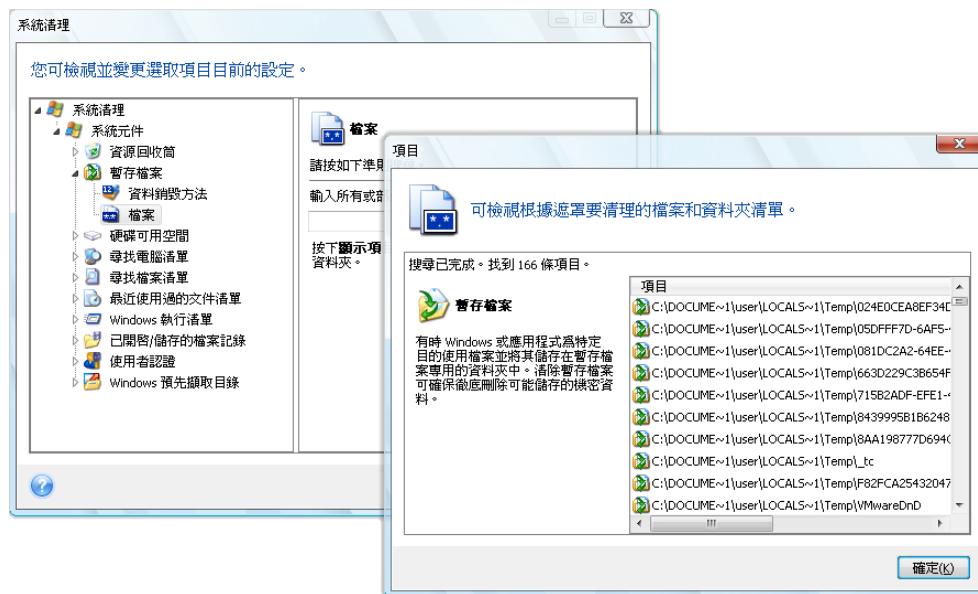 系統清理
您可檢視並變更選取項目目前的設定。
系統清理
系統元件
資源回收筒
暫存檔案
資料銷毀方法
檔案
硬碟可用空間
尋找電腦清單
尋找檔案清單
最近使用過的文件清單
Windows 執行清單
已開啓/儲存的檔案記錄
使用者認證
Windows 預先擷取目錄
檔案
請按如下準則
輸入所有或部
按下顯示項
資料夾。
項目
可檢視根據遮罩要清理的檔案和資料夾清單。
搜尋已完成。找到 166 條項目。
暫存檔案
有時 Windows 或應用程式爲特定
目的使用檔案並將其儲存在暫存檔
案專用的資料夾中。清除暫存檔案
可確保徹底刪除可能儲存的機密資
料。
項目
C:\DOCUME~1\user\LOCALS~1\Temp\024E0CEA8EF34D
C:\DOCUME~1\user\LOCALS~1\Temp\05DFFF7D-6AF5-
C:\DOCUME~1\user\LOCALS~1\Temp\081DC2A2-64EE-
C:\DOCUME~1\user\LOCALS~1\Temp\663D229C3B654F
C:\DOCUME~1\user\LOCALS~1\Temp\715B2ADF-EFE1-
C:\DOCUME~1\user\LOCALS~1\Temp\8439995B1B6248
C:\DOCUME~1\user\LOCALS~1\Temp\8AA198777D694C
C:\DOCUME~1\user\LOCALS~1\Temp\_tc
C:\DOCUME~1\user\LOCALS~1\Temp\F82FCA25432047
C:\DOCUME~1\user\LOCALS~1\Temp\VMwareDnD
確定(K)